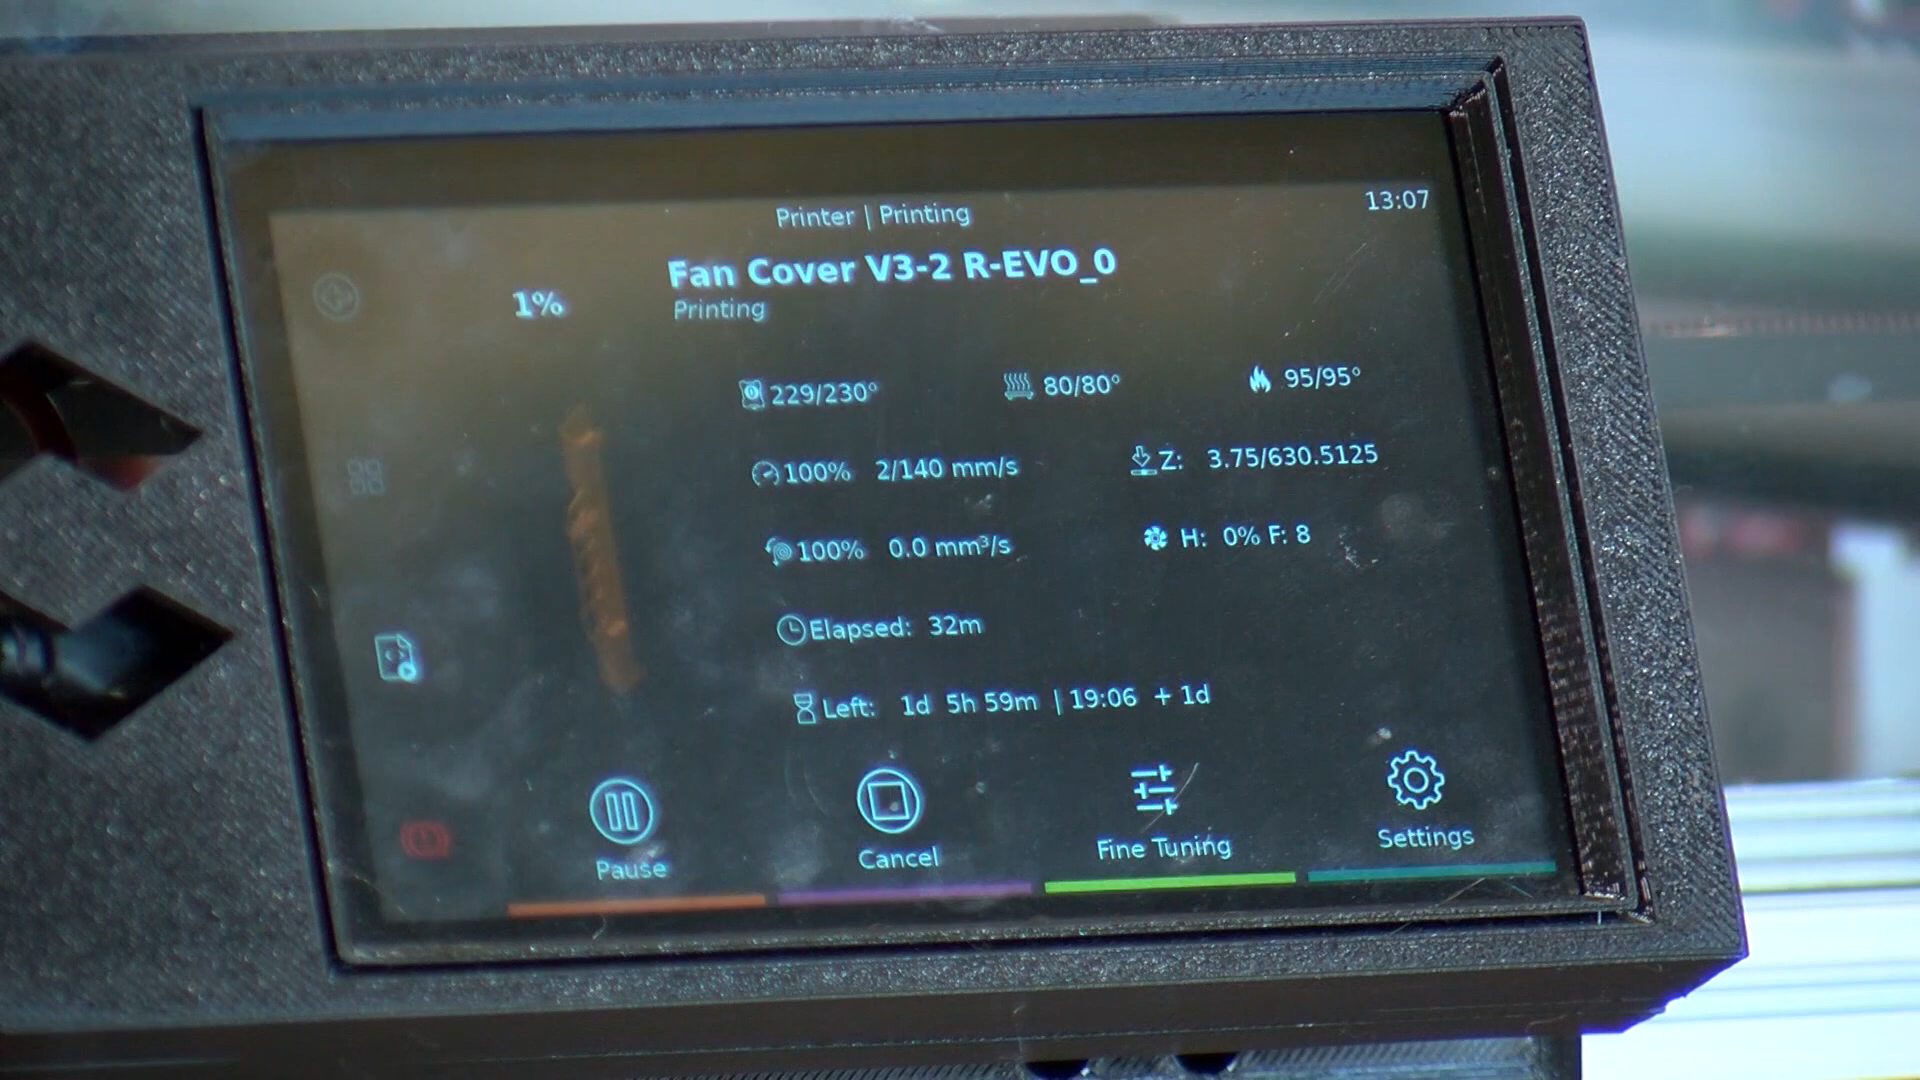 Printer | Printing
13:07
Fan Cover V3-2 R-EVO_0
1%
Printing
229/230°
80/80°
95/95°
100% 2/140 mm/s
Z: 3.75/630.5125
100% 0.0 mm³/s
H: 0% F: 8
Elapsed: 32m
Left: 1d 5h 59m | 19:06 + 1d
Pause
Cancel
Fine Tuning
Settings